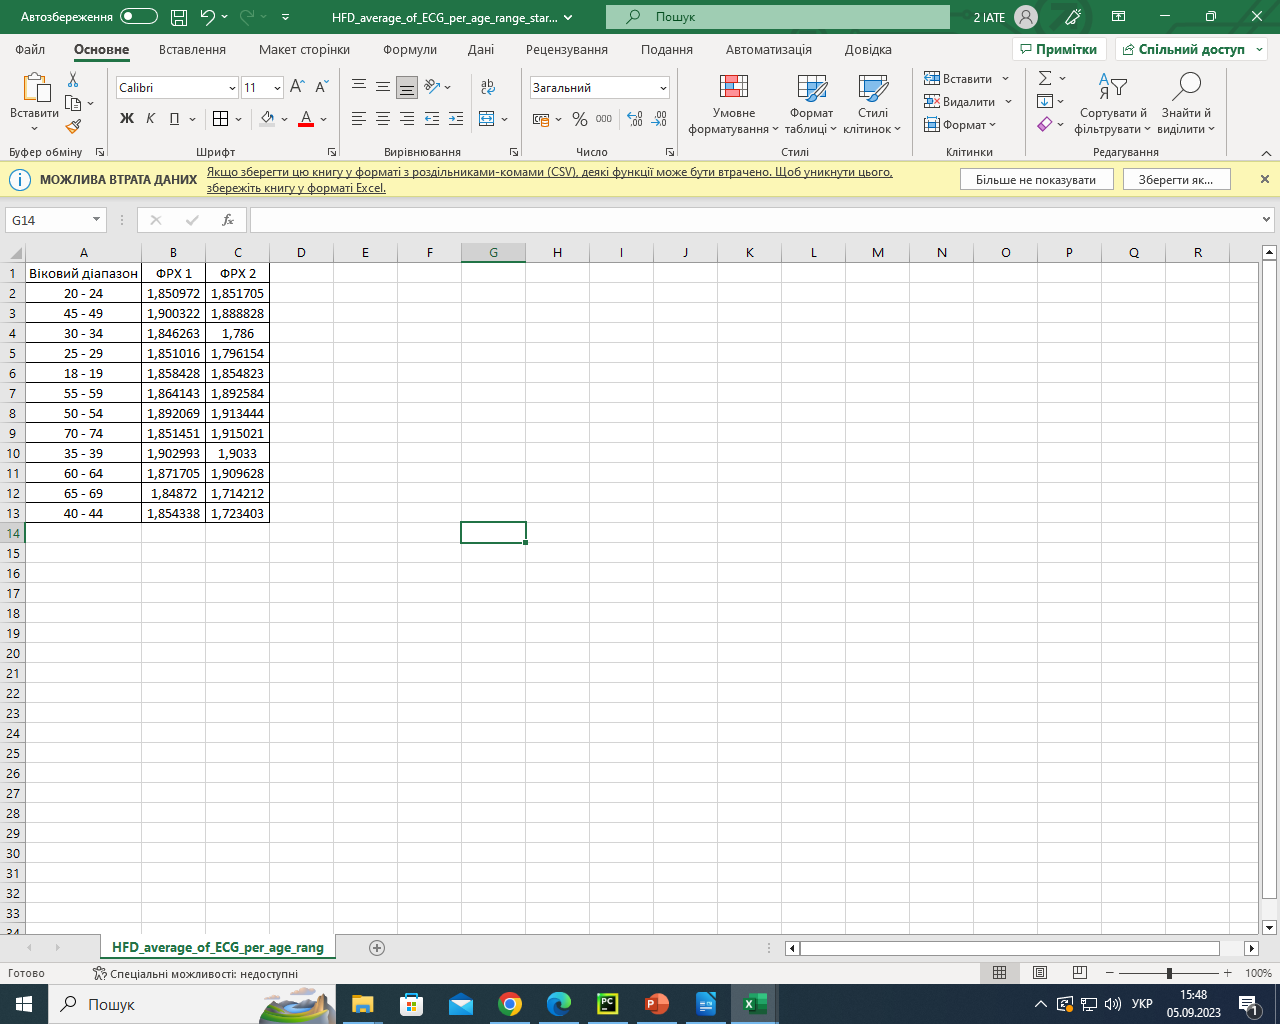 Автозбереження
HFD_average_of_ECG_per_age_range_star...
Пошук
2 ІАТЕ
Файл Основне Вставлення Макет сторінки Формули Дані Рецензування Подання Автоматизація Довідка
Примітки Спільний доступ
Вставити
Буфер обміну
Calibri 11
Ж К П
Шрифт
Вирівнювання
Загальний
% 000
Число
Умовне форматування
Формат таблиці
Стилі клітинок
Стилі
Вставити
Видалити
Формат
Клітинки
Сортувати й фільтрувати
Знайти й виділити
Редагування
МОЖЛИВА ВТРАТА ДАНИХ
Якщо зберегти цю книгу у форматі з роздільниками-комами (CSV), деякі функції може бути втрачено. Щоб уникнути цього,
збережіть книгу у форматі Excel.
Більше не показувати
Зберегти як...
G14
fx
A B C D E F G H I J K L M N O P Q R
1 Віковий діапазон ФРХ 1 ФРХ 2
2 20 - 24 1,850972 1,851705
3 45 - 49 1,900322 1,888828
4 30 - 34 1,846263 1,786
5 25 - 29 1,851016 1,796154
6 18 - 19 1,858428 1,854823
7 55 - 59 1,864143 1,892584
8 50 - 54 1,892069 1,913444
9 70 - 74 1,851451 1,915021
10 35 - 39 1,902993 1,9033
11 60 - 64 1,871705 1,909628
12 65 - 69 1,84872 1,714212
13 40 - 44 1,854338 1,723403
14
15
16
17
18
19
20
21
22
23
24
25
26
27
28
29
30
31
32
33
34
HFD_average_of_ECG_per_age_rang
Готово
Спеціальні можливості: недоступні
100%
Пошук
УКР
15:48
05.09.2023
1